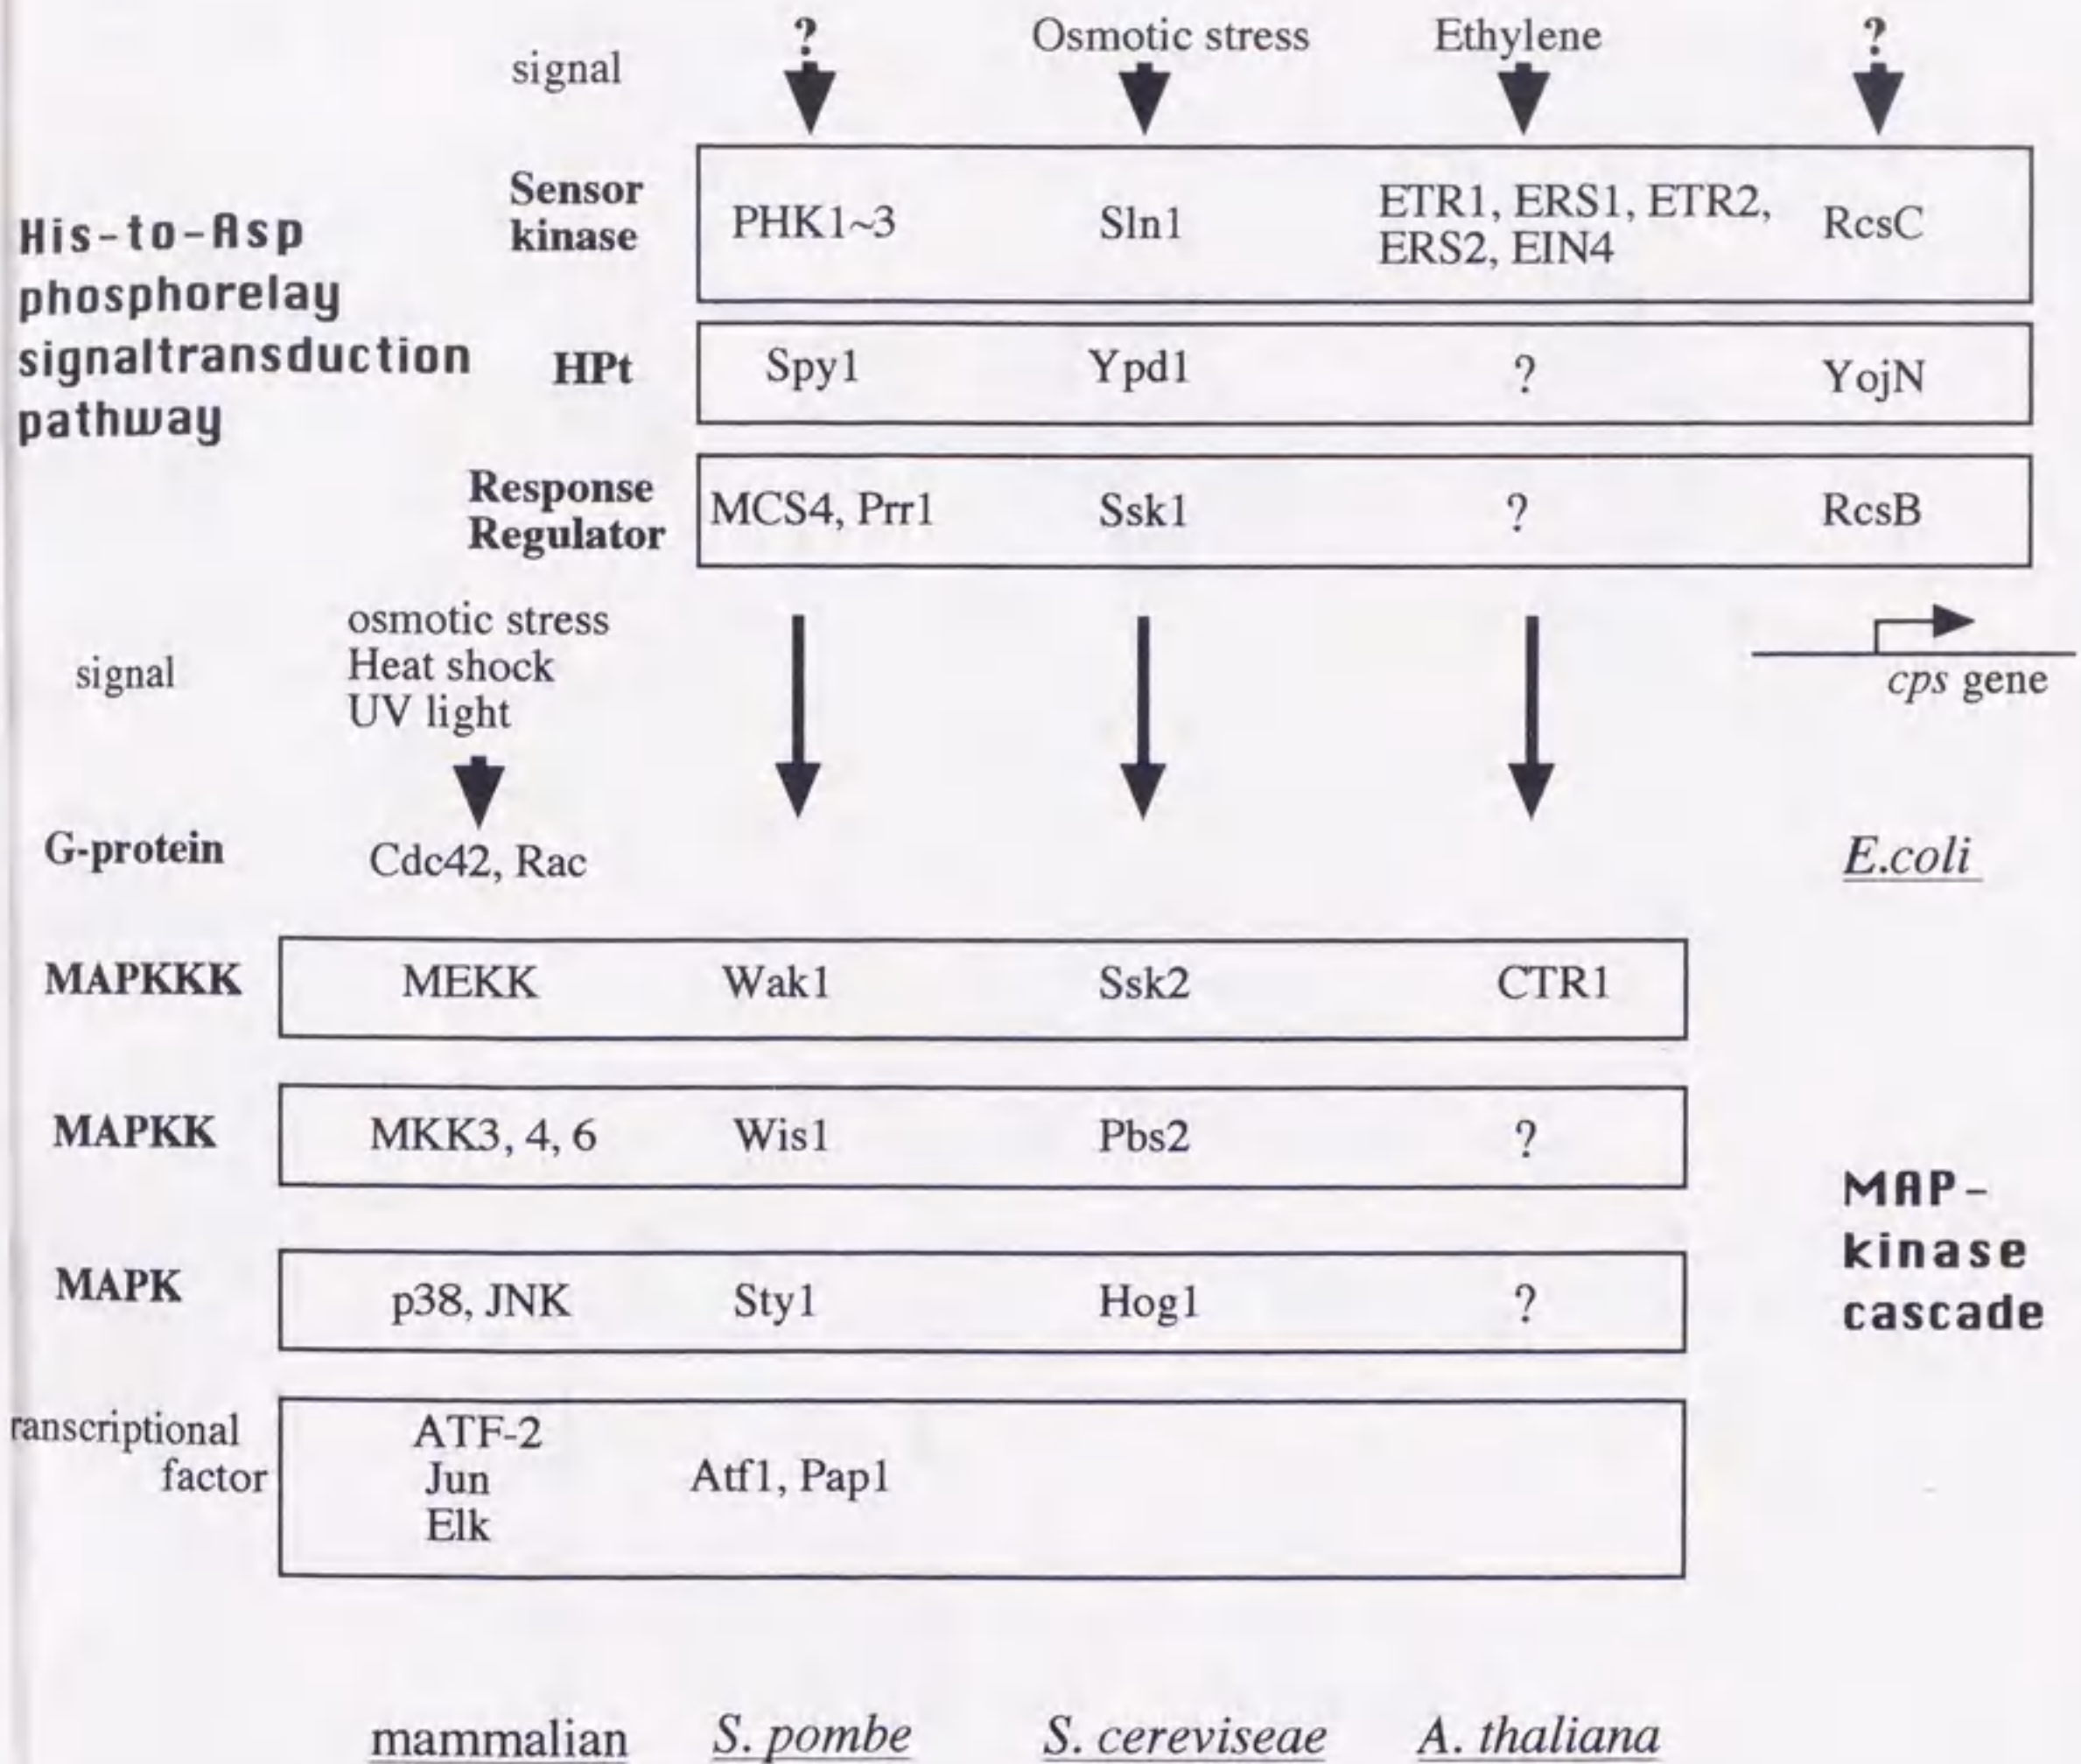 signal ? Osmotic stress Ethylene ?
His-to-Asp
phosphorelay
signaltransduction
pathway
Sensor
kinase
PHK1~3
Sln1
ETR1, ERS1, ETR2,
ERS2, EIN4
RcsC
HPt Spy1 Ypd1 ? YojN
Response
Regulator
MCS4, Prr1 Ssk1 ? RcsB
signal
osmotic stress
Heat shock
UV light
cps gene
G-protein Cdc42, Rac
E.coli
MAPKKK MEKK Wak1 Ssk2 CTR1
MAPKK MKK3, 4, 6 Wis1 Pbs2 ?
MAPK p38, JNK Sty1 Hog1 ?
MAP-
kinase
cascade
ranscriptional
factor
ATF-2
Jun
Elk
Atf1, Pap1
mammalian S. pombe S. cereviseae A. thaliana